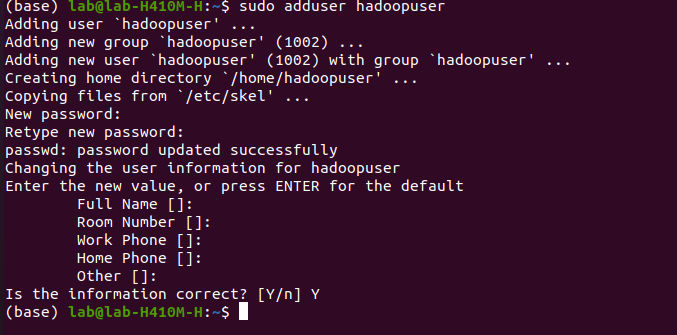 (base) lab@lab-H410M-H:~$ sudo adduser hadoopuser
Adding user `hadoopuser' ...
Adding new group `hadoopuser' (1002) ...
Adding new user `hadoopuser' (1002) with group `hadoopuser' ...
Creating home directory `/home/hadoopuser' ...
Copying files from `/etc/skel' ...
New password:
Retype new password:
passwd: password updated successfully
Changing the user information for hadoopuser
Enter the new value, or press ENTER for the default
        Full Name []:
        Room Number []:
        Work Phone []:
        Home Phone []:
        Other []:
Is the information correct? [Y/n] Y
(base) lab@lab-H410M-H:~$